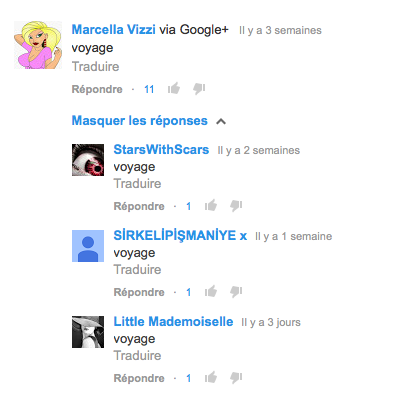 Marcella Vizzi via Google+ Il y a 3 semaines
voyage
Traduire
Répondre · 11
Masquer les réponses
StarsWithScars Il y a 2 semaines
voyage
Traduire
Répondre · 1
SİRKELİPİŞMANİYE x Il y a 1 semaine
voyage
Traduire
Répondre · 1
Little Mademoiselle Il y a 3 jours
voyage
Traduire
Répondre · 1